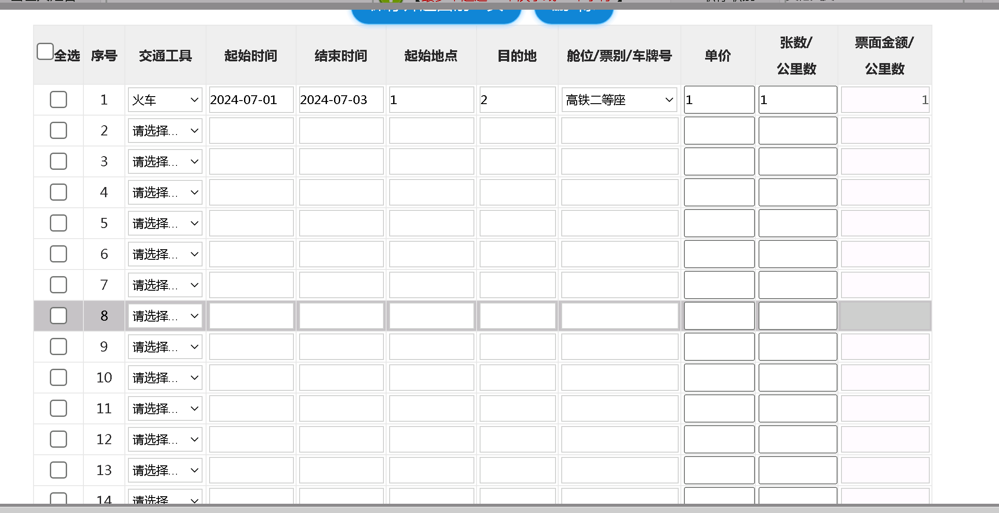 全选 序号 交通工具 起始时间 结束时间 起始地点 目的地 舱位/票别/车牌号 单价 张数/公里数 票面金额/公里数
1 火车 2024-07-01 2024-07-03 1 2 高铁二等座 1 1 1
2 请选择...
3 请选择...
4 请选择...
5 请选择...
6 请选择...
7 请选择...
8 请选择...
9 请选择...
10 请选择...
11 请选择...
12 请选择...
13 请选择...
14 请选择